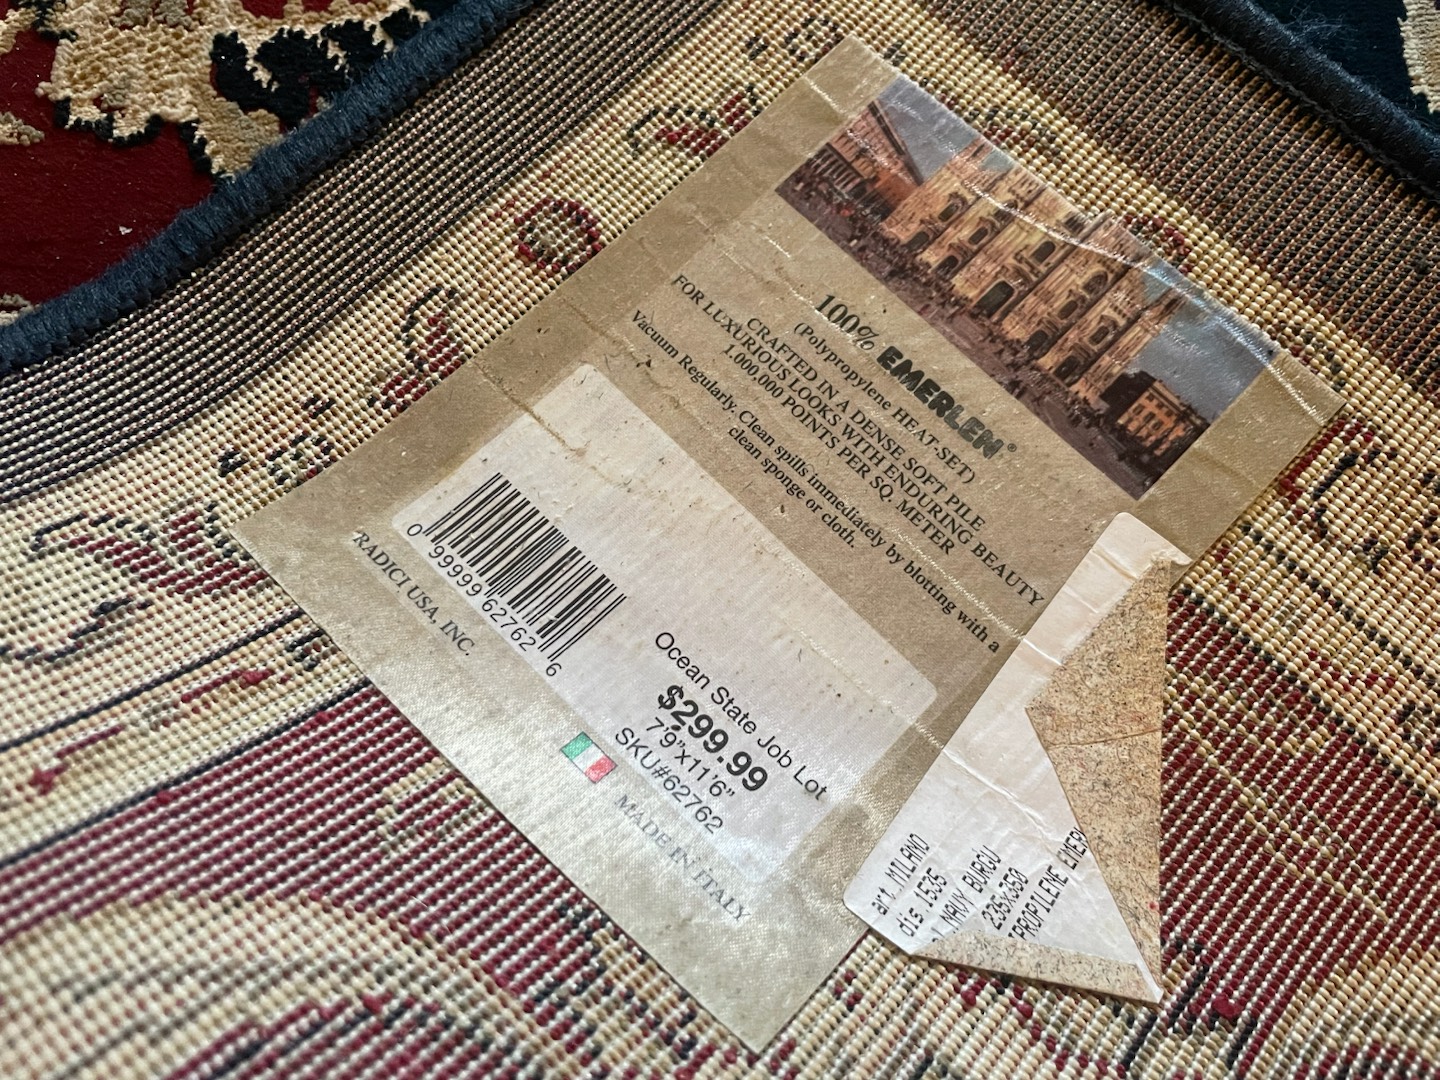 100% EMERLEN®
(Polypropylene HEAT-SET)
CRAFTED IN A DENSE SOFT PILE
FOR LUXURIOUS LOOKS WITH ENDURING BEAUTY
1.000.000 POINTS PER SQ. METER
Vacuum Regularly. Clean spills immediately by blotting with a
clean sponge or cloth.
0 99999 62762 6
Ocean State Job Lot
$299.99
7'9"x11'6"
SKU#62762
RADICI USA, INC.
MADE IN ITALY
art. MILANO
dis. 1535
NAVY BURGU
235x350